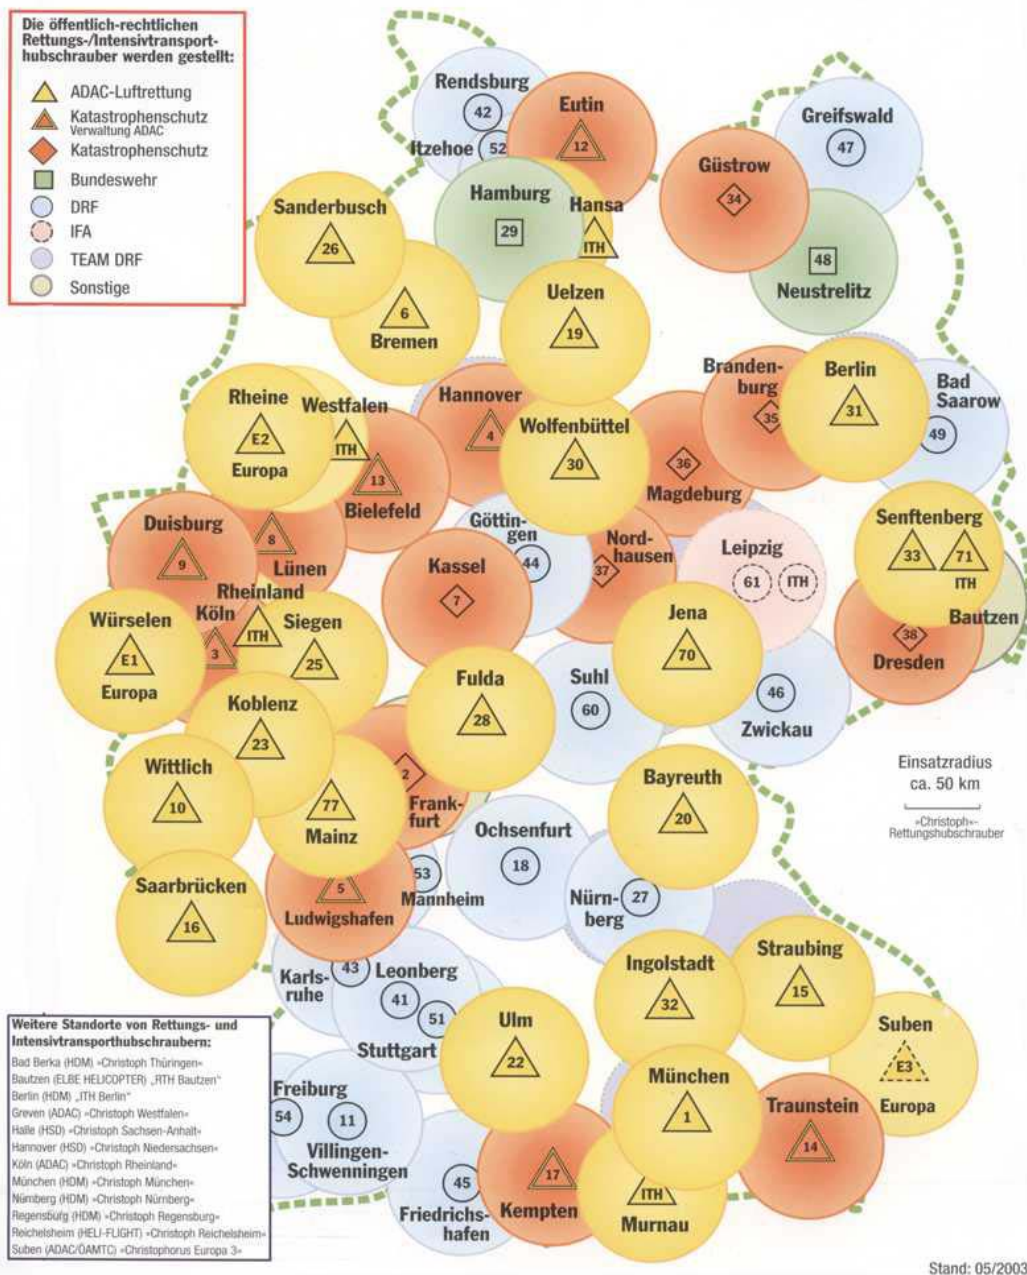 Die öffentlich-rechtlichen
Rettungs-/Intensivtransport-
hubschrauber werden gestellt:
ADAC-Luftrettung
Katastrophenschutz
Verwaltung ADAC
Katastrophenschutz
Bundeswehr
DRF
IFA
TEAM DRF
Sonstige
Rendsburg
42
Itzehoe 52
Eutin
12
Greifswald
47
Güstrow
34
Hamburg
29
Hansa
ITH
Sanderbusch
26
48
Neustrelitz
6
Bremen
Uelzen
19
Rheine
E2
Europa
Westfalen
ITH
Hannover
4
13
Bielefeld
Wolfenbüttel
30
Branden-
burg
35
36
Magdeburg
Berlin
31
Bad
Saarow
49
Duisburg
9
8
Lünen
Göttin-
gen
44
Kassel
7
Nord-
hausen
37
Leipzig
61 ITH
Senftenberg
33 71
ITH
Bautzen
38
Dresden
Würselen
E1
Europa
Köln
3
Rheinland
ITH
Siegen
25
Jena
70
Koblenz
23
Fulda
28
Suhl
60
46
Zwickau
Wittlich
10
77
Mainz
2
Frank-
furt
Bayreuth
20
Einsatzradius
ca. 50 km
»Christoph«-
Rettungshubschrauber
Ochsenfurt
18
Saarbrücken
16
5
Ludwigshafen
53
Mannheim
Nürn-
berg
27
Karls-
ruhe
43
Leonberg
41
51
Stuttgart
Ingolstadt
32
Straubing
15
Ulm
22
Suben
E3
Europa
München
1
Traunstein
14
Freiburg
54
11
Villingen-
Schwenningen
45
Friedrichs-
hafen
17
Kempten
ITH
Murnau
Weitere Standorte von Rettungs- und
Intensivtransporthubschraubern:
Bad Berka (HDM) »Christoph Thüringen«
Bautzen (ELBE HELICOPTER) „RTH Bautzen“
Berlin (HDM) „ITH Berlin“
Greven (ADAC) »Christoph Westfalen«
Halle (HSD) »Christoph Sachsen-Anhalt«
Hannover (HSD) »Christoph Niedersachsen«
Köln (ADAC) »Christoph Rheinland«
München (HDM) »Christoph München«
Nürnberg (HDM) »Christoph Nürnberg«
Regensburg (HDM) »Christoph Regensburg«
Reichelsheim (HELI-FLIGHT) »Christoph Reichelsheim«
Suben (ADAC/ÖAMTC) »Christophorus Europa 3«
Stand: 05/2003